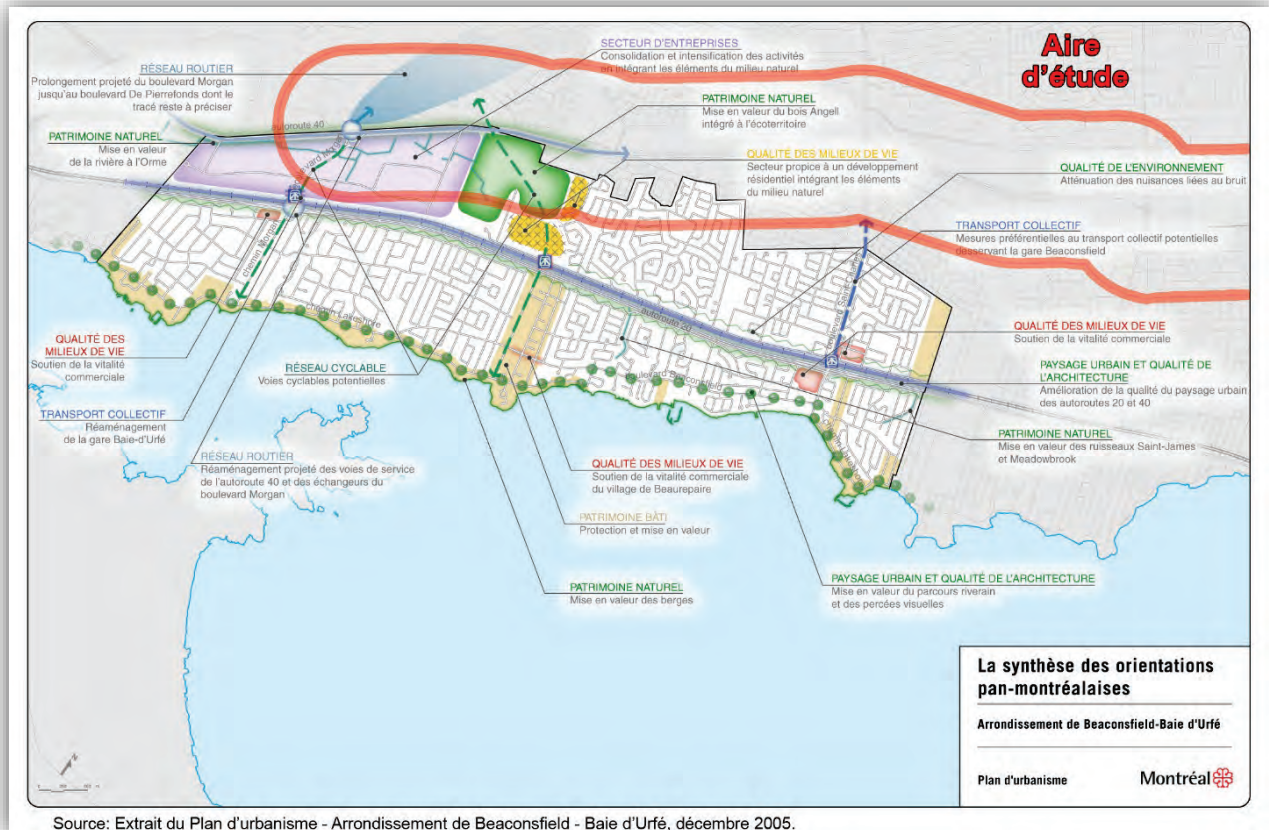 Aire
d'étude
SECTEUR D'ENTREPRISES
Consolidation et intensification des activités
en intégrant les éléments du milieu naturel
RÉSEAU ROUTIER
Prolongement projeté du boulevard Morgan
jusqu'au boulevard De Pierrefonds dont le
tracé reste à préciser
PATRIMOINE NATUREL
Mise en valeur du bois Angell
intégré à l'écoterritoire
PATRIMOINE NATUREL
Mise en valeur
de la rivière à l'Orme
autoroute 40
boulevard Morgan
QUALITÉ DES MILIEUX DE VIE
Secteur propice à un développement
résidentiel intégrant les éléments
du milieu naturel
QUALITÉ DE L'ENVIRONNEMENT
Atténuation des nuisances liées au bruit
TRANSPORT COLLECTIF
Mesures préférentielles au transport collectif potentielles
desservant la gare Beaconsfield
chemin Morgan
boulevard Saint-Charles
chemin Lakeshore
autoroute 20
boulevard Beaconsfield
QUALITÉ DES MILIEUX DE VIE
Soutien de la vitalité
commerciale
RÉSEAU CYCLABLE
Voies cyclables potentielles
QUALITÉ DES MILIEUX DE VIE
Soutien de la vitalité commerciale
PAYSAGE URBAIN ET QUALITÉ DE
L'ARCHITECTURE
Amélioration de la qualité du paysage urbain
des autoroutes 20 et 40
TRANSPORT COLLECTIF
Réaménagement
de la gare Baie-d'Urfé
PATRIMOINE NATUREL
Mise en valeur des ruisseaux Saint-James
et Meadowbrook
RÉSEAU ROUTIER
Réaménagement projeté des voies de service
de l'autoroute 40 et des échangeurs du
boulevard Morgan
QUALITÉ DES MILIEUX DE VIE
Soutien de la vitalité commerciale
du village de Beaurepaire
PATRIMOINE BÂTI
Protection et mise en valeur
PATRIMOINE NATUREL
Mise en valeur des berges
PAYSAGE URBAIN ET QUALITÉ DE L'ARCHITECTURE
Mise en valeur du parcours riverain
et des percées visuelles
La synthèse des orientations
pan-montréalaises
Arrondissement de Beaconsfield-Baie d'Urfé
Plan d'urbanisme
Montréal
N
Source: Extrait du Plan d'urbanisme - Arrondissement de Beaconsfield - Baie d'Urfé, décembre 2005.